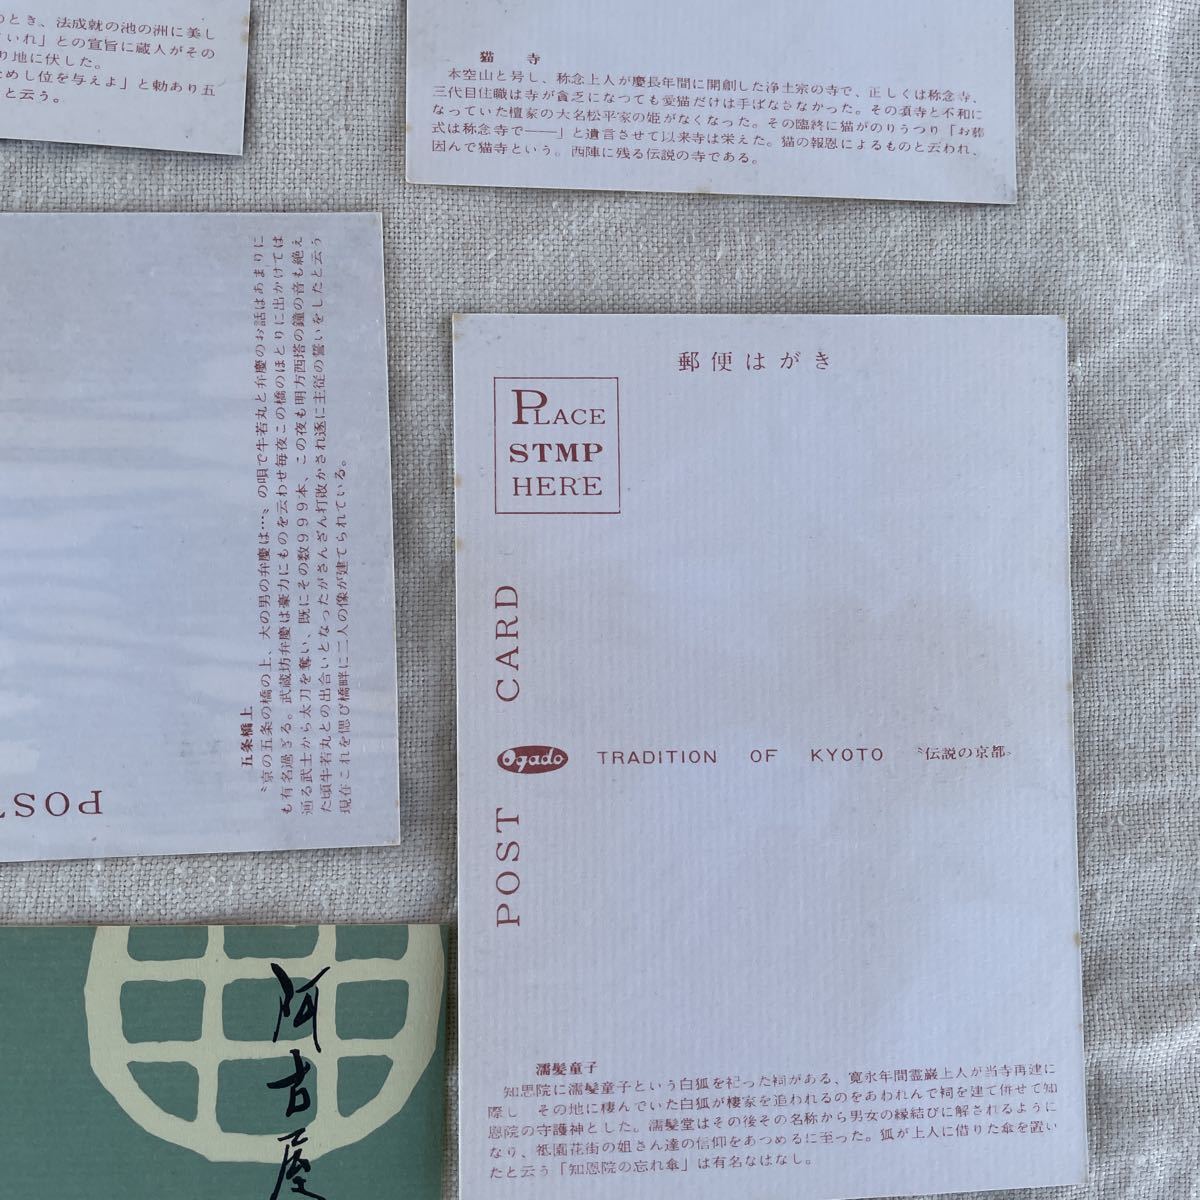 のとき、法成就の池の洲に美し
いれ」との宣旨に蔵人がその
り地に伏した。
ためし位を与えよ」と勅あり五
と云う。
猫寺
本空山と号し、称念上人が慶長年間に開創した浄土宗の寺で、正しくは称念寺、
三代目住職は寺が貧乏になつても愛猫だけは手ばなさなかった。その頃寺と不和に
なっていた檀家の大名松平家の姫がなくなった。その臨終に猫がのりうつり「お葬
式は称念寺で――」と遺言させて以来寺は栄えた。猫の報恩によるものと云われ、
因んで猫寺という。西陣に残る伝説の寺である。
五条橋上
〝京の五条の橋の上、大の男の弁慶は…〟の唄で牛若丸と弁慶のお話はあまりに
も有名過ぎる。武蔵坊弁慶は豪力にものを云わせ毎夜この橋のほとりに出かけては
通る武士から太刀を奪い、既にその数999本、この夜も明方西塔の鐘の音も絶え
た頃牛若丸との出合いとなったがさんざん打敗かされ逐に主従の誓いをしたと云う
現在これを偲び橋畔に二人の像が建てられている。
POST
郵便はがき
PLACE
STMP
HERE
POST CARD
Ogado TRADITION OF KYOTO 〝伝説の京都〟
濡髪童子
知恩院に濡髪童子という白狐を祀った祠がある、寛永年間霊巖上人が当寺再建に
際し その地に棲んでいた白狐が棲家を追われるのをあわれんで祠を建て併せて知
恩院の守護神とした。濡髪堂はその後その名称から男女の縁結びに解されるように
なり、祗園花街の姐さん達の信仰をあつめるに至った。狐が上人に借りた傘を置い
たと云う「知恩院の忘れ傘」は有名なはなし。
阿古屋